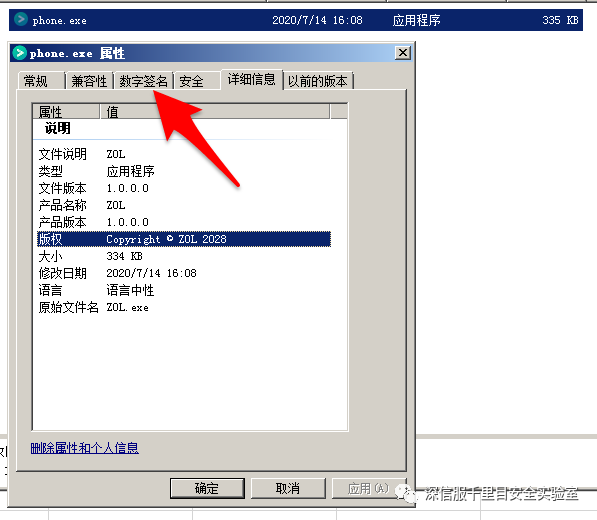 phone.exe 2020/7/14 16:08 应用程序 335 KB
phone.exe 属性
常规 兼容性 数字签名 安全 详细信息 以前的版本
属性 值
说明
文件说明 ZOL
类型 应用程序
文件版本 1.0.0.0
产品名称 ZOL
产品版本 1.0.0.0
版权 Copyright © ZOL 2028
大小 334 KB
修改日期 2020/7/14 16:08
语言 语言中性
原始文件名 ZOL.exe
删除属性和个人信息
确定 取消 应用(A)
深信服千里目安全实验室